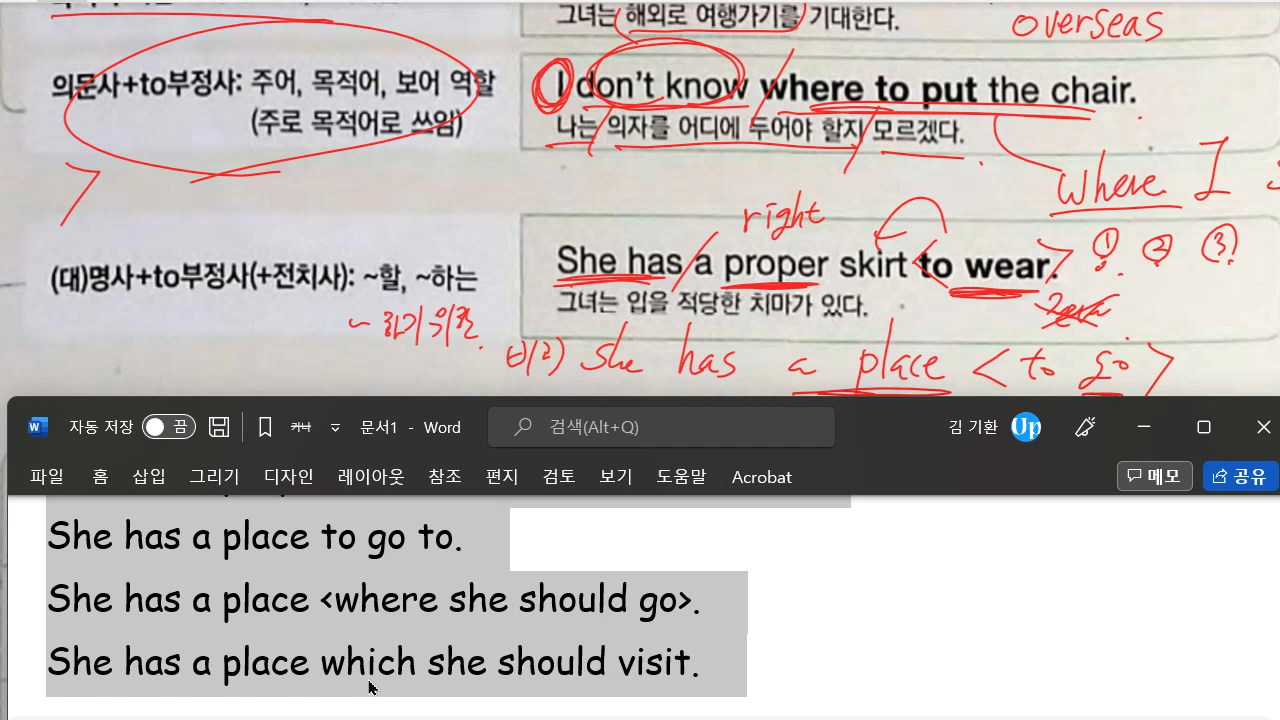 그녀는 해외로 여행가기를 기대한다.
overseas
의문사+to부정사: 주어, 목적어, 보어 역할
(주로 목적어로 쓰임)
I don't know where to put the chair.
나는 의자를 어디에 두어야 할지 모르겠다.
where I
right
① ② ③
(대)명사+to부정사(+전치사): ~할, ~하는
~ 하기 위한
She has a proper skirt <to wear.>
그녀는 입을 적당한 치마가 있다.
She has a place <to go>
자동 저장 끔 가나 문서1 - Word 검색(Alt+Q) 김 기환 Up
파일 홈 삽입 그리기 디자인 레이아웃 참조 편지 검토 보기 도움말 Acrobat 메모 공유
She has a place to go to.
She has a place <where she should go>.
She has a place which she should visit.